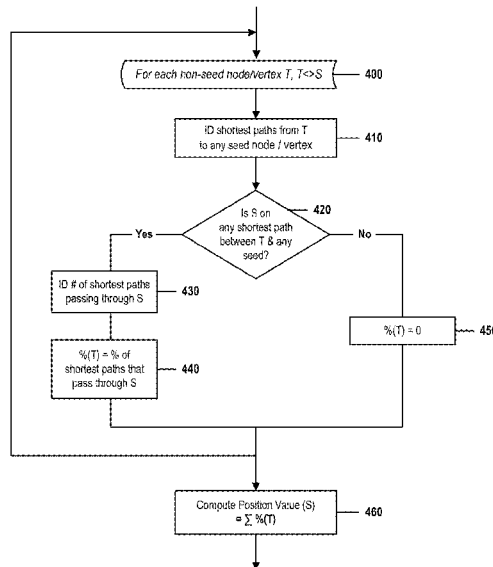 For each non-seed node/vertex T, T<>S
400
ID shortest paths from T
to any seed node / vertex
410
420
Is S on
any shortest path
between T & any
seed?
Yes
No
ID # of shortest paths
passing through S
430
%(T) = 0
450
%(T) = % of
shortest paths that
pass through S
440
Compute Position Value (S)
= ∑ %(T)
460